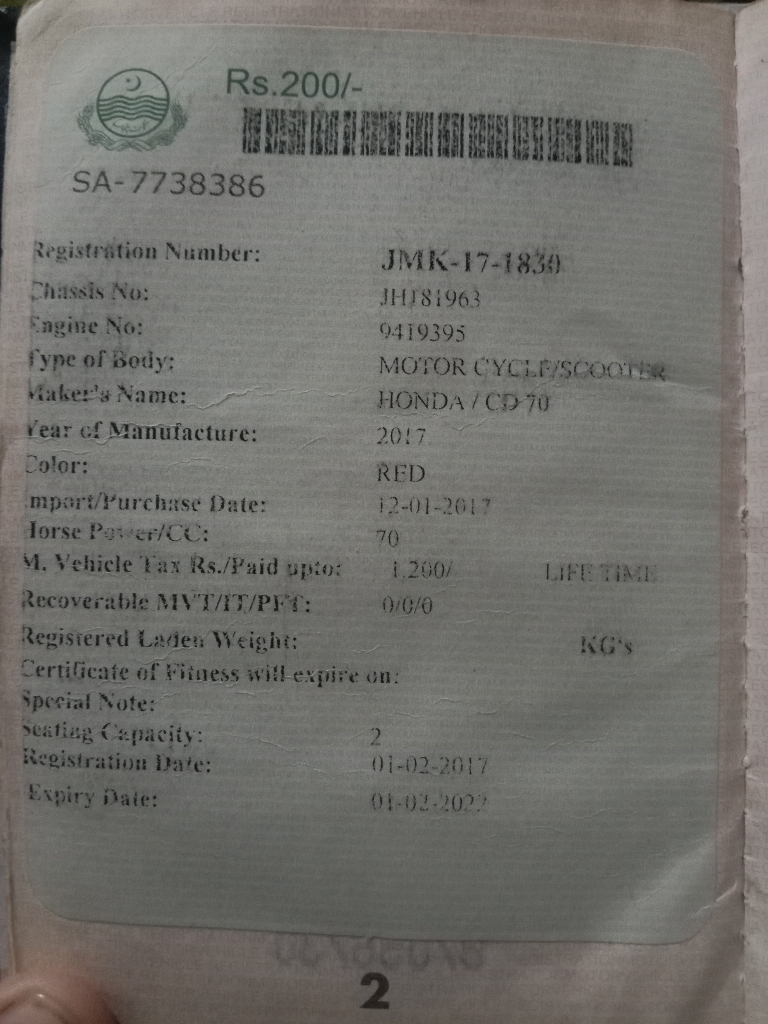 Rs.200/-
SA-7738386
Registration Number: JMK-17-1830
Chassis No: JH181963
Engine No: 9419395
Type of Body: MOTOR CYCLE/SCOOTER
Maker's Name: HONDA / CD 70
Year of Manufacture: 2017
Color: RED
Import/Purchase Date: 12-01-2017
Horse Power/CC: 70
M. Vehicle Tax Rs./Paid upto: 1,200/ LIFE TIME
Recoverable MVT/IT/PFT: 0/0/0
Registered Laden Weight: KG's
Certificate of Fitness will expire on:
Special Note:
Seating Capacity: 2
Registration Date: 01-02-2017
Expiry Date: 01-02-2022
2